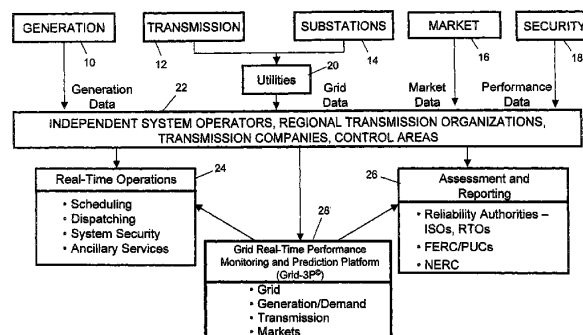 GENERATION
TRANSMISSION
SUBSTATIONS
MARKET
SECURITY
10
12
14
16
18
Utilities
20
Generation
Data
22
Grid
Data
Market
Data
Performance
Data
INDEPENDENT SYSTEM OPERATORS, REGIONAL TRANSMISSION ORGANIZATIONS,
TRANSMISSION COMPANIES, CONTROL AREAS
24
Real-Time Operations
• Scheduling
• Dispatching
• System Security
• Ancillary Services
26
Assessment and
Reporting
• Reliability Authorities –
ISOs, RTOs
• FERC/PUCs
• NERC
28
Grid Real-Time Performance
Monitoring and Prediction Platform
(Grid-3P©)
• Grid
• Generation/Demand
• Transmission
• Markets